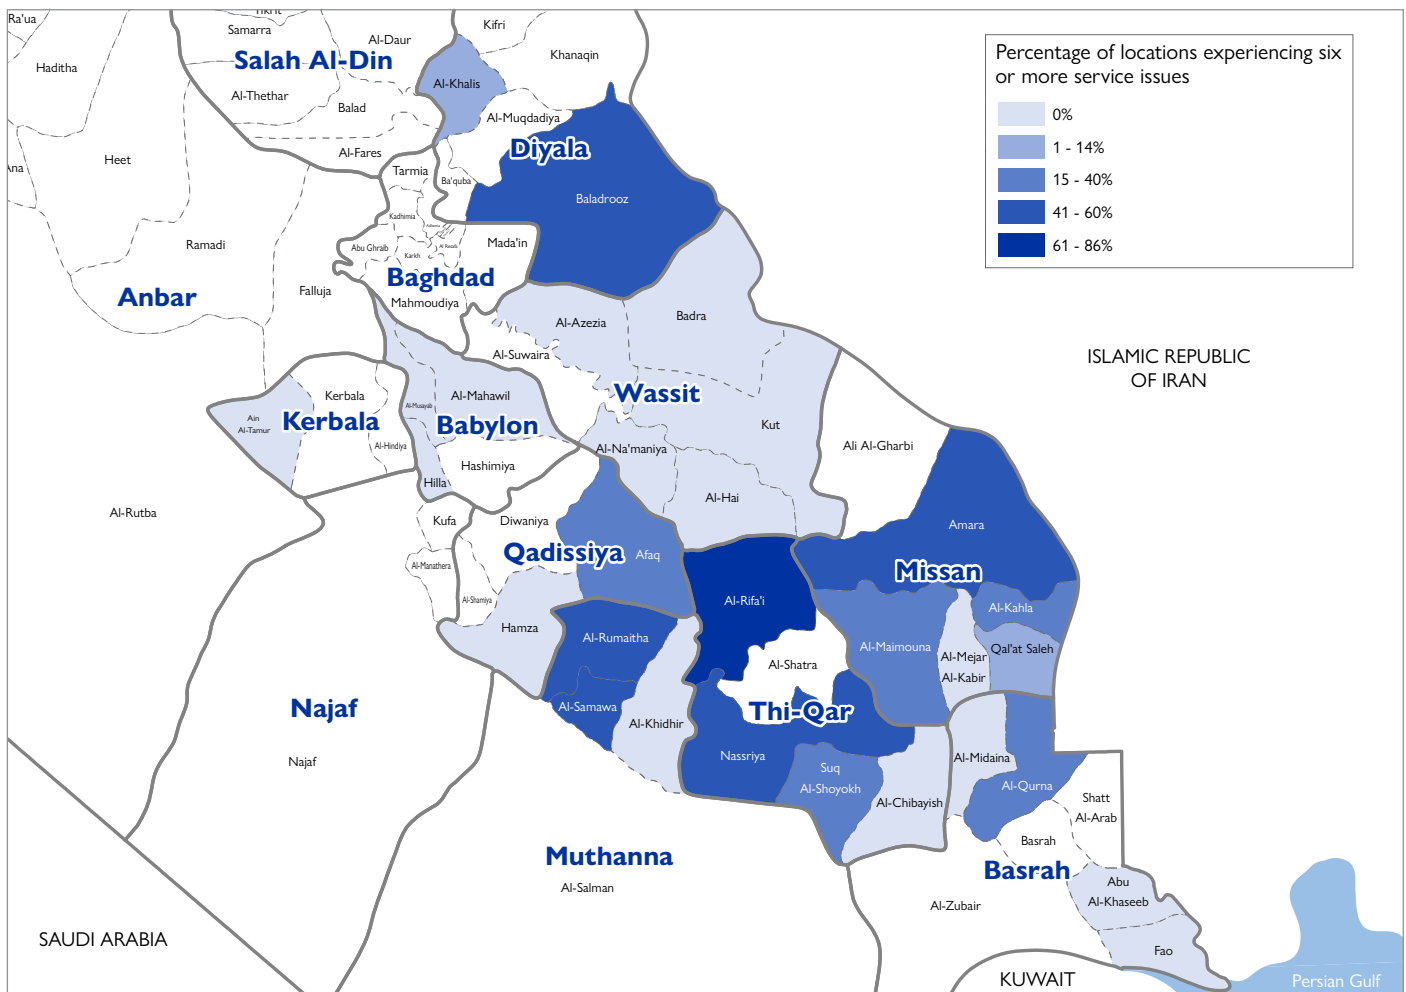 Tikrit
Ra'ua
Samarra
Al-Daur
Kifri
Khanaqin
Percentage of locations experiencing six
or more service issues
0%
1 - 14%
15 - 40%
41 - 60%
61 - 86%
Salah Al-Din
Haditha
Al-Khalis
Al-Thethar
Balad
Al-Muqdadiya
Diyala
Al-Fares
Heet
Ana
Tarmia
Ba'quba
Baladrooz
Kadhimia
Ramadi
Abu Ghraib
Karkh
Mada'in
Baghdad
Anbar
Falluja
Mahmoudiya
Al-Azezia
Badra
Al-Suwaira
ISLAMIC REPUBLIC
OF IRAN
Wassit
Kerbala
Al-Mahawil
Al-Musayab
Ain
Al-Tamur
Kerbala
Babylon
Kut
Al-Hindiya
Al-Na'maniya
Ali Al-Gharbi
Hashimiya
Hilla
Al-Hai
Al-Rutba
Kufa
Diwaniya
Amara
Qadissiya
Afaq
Al-Manathera
Missan
Al-Shamiya
Al-Rifa'i
Al-Kahla
Hamza
Al-Rumaitha
Al-Maimouna
Qal'at Saleh
Al-Mejar
Al-Kabir
Al-Shatra
Najaf
Al-Samawa
Al-Khidhir
Thi-Qar
Najaf
Nassriya
Suq
Al-Shoyokh
Al-Midaina
Al-Qurna
Al-Chibayish
Shatt
Al-Arab
Basrah
Muthanna
Al-Salman
Basrah
Abu
Al-Khaseeb
Al-Zubair
SAUDI ARABIA
Fao
KUWAIT
Persian Gulf